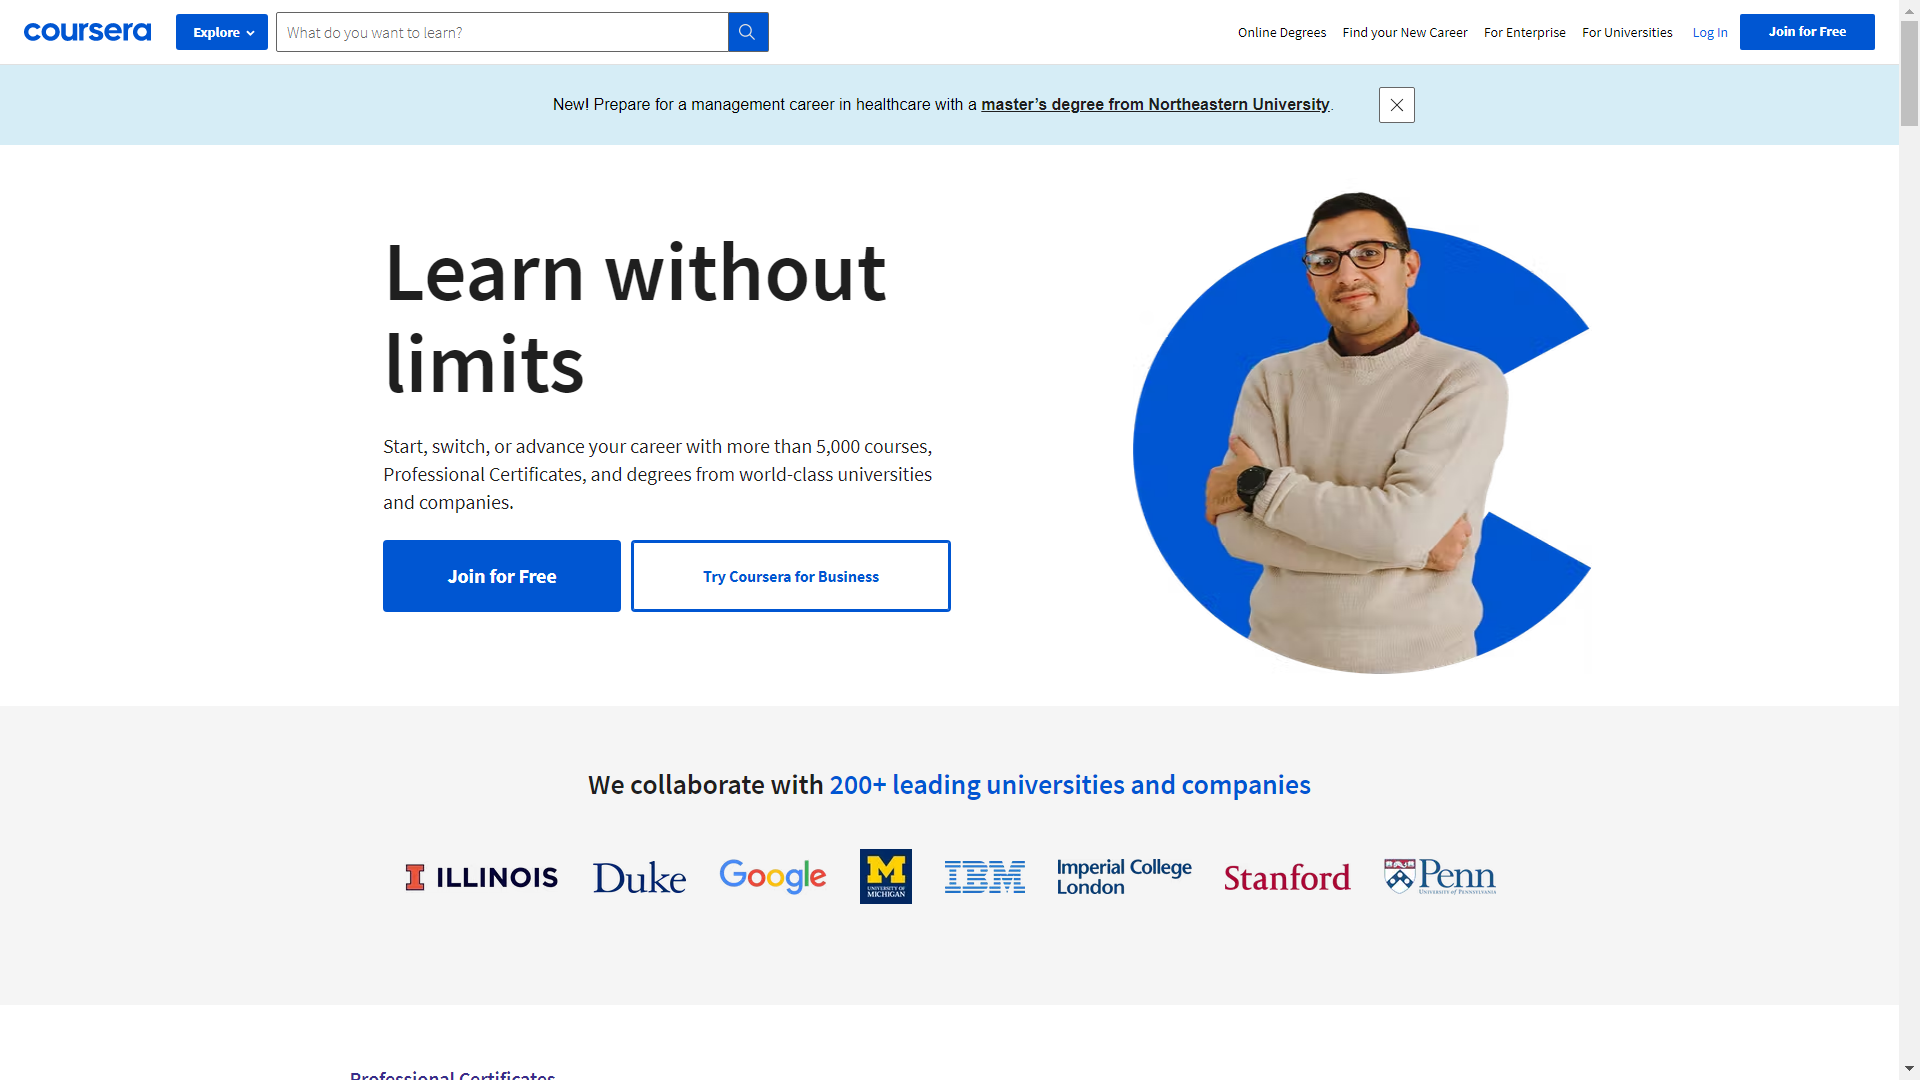 coursera
Explore
What do you want to learn?
Online Degrees
Find your New Career
For Enterprise
For Universities
Log In
Join for Free
New! Prepare for a management career in healthcare with a master’s degree from Northeastern University.
Learn without
limits
Start, switch, or advance your career with more than 5,000 courses,
Professional Certificates, and degrees from world-class universities
and companies.
Join for Free
Try Coursera for Business
We collaborate with 200+ leading universities and companies
I ILLINOIS
Duke
Google
M
UNIVERSITY OF
MICHIGAN
IBM
Imperial College
London
Stanford
Penn
UNIVERSITY of PENNSYLVANIA
Professional Certificates